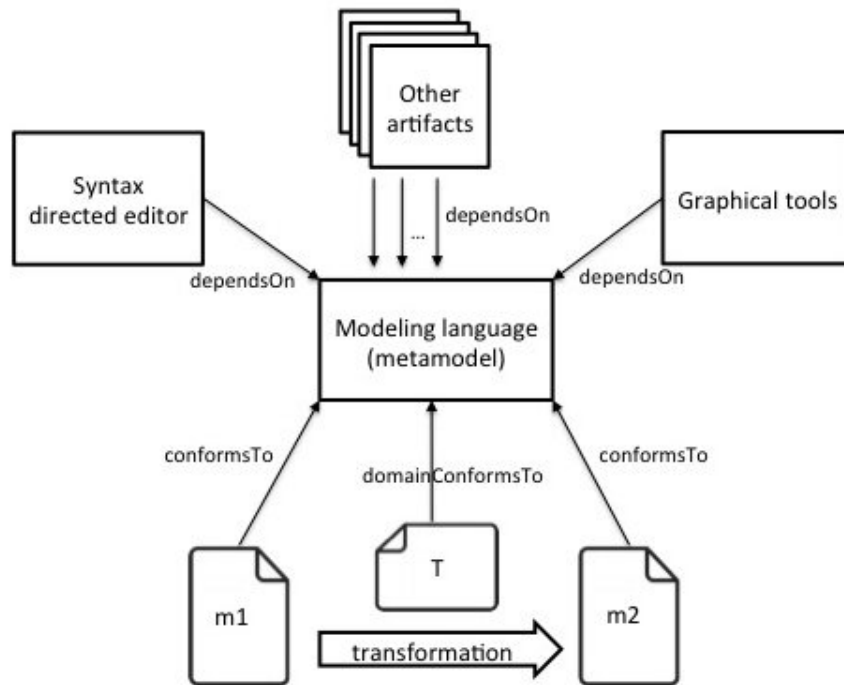 Other
artifacts
Syntax
directed editor
Graphical tools
dependsOn
...
dependsOn
dependsOn
Modeling language
(metamodel)
conformsTo
domainConformsTo
conformsTo
T
m1
m2
transformation